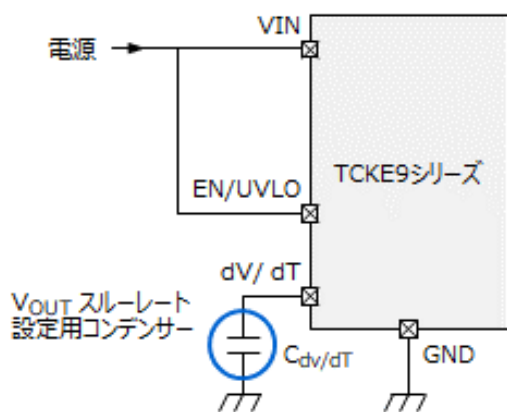 VIN
電源
TCKE9シリーズ
EN/UVLO
dV/ dT
VOUT スルーレート
設定用コンデンサー
Cdv/dT
GND